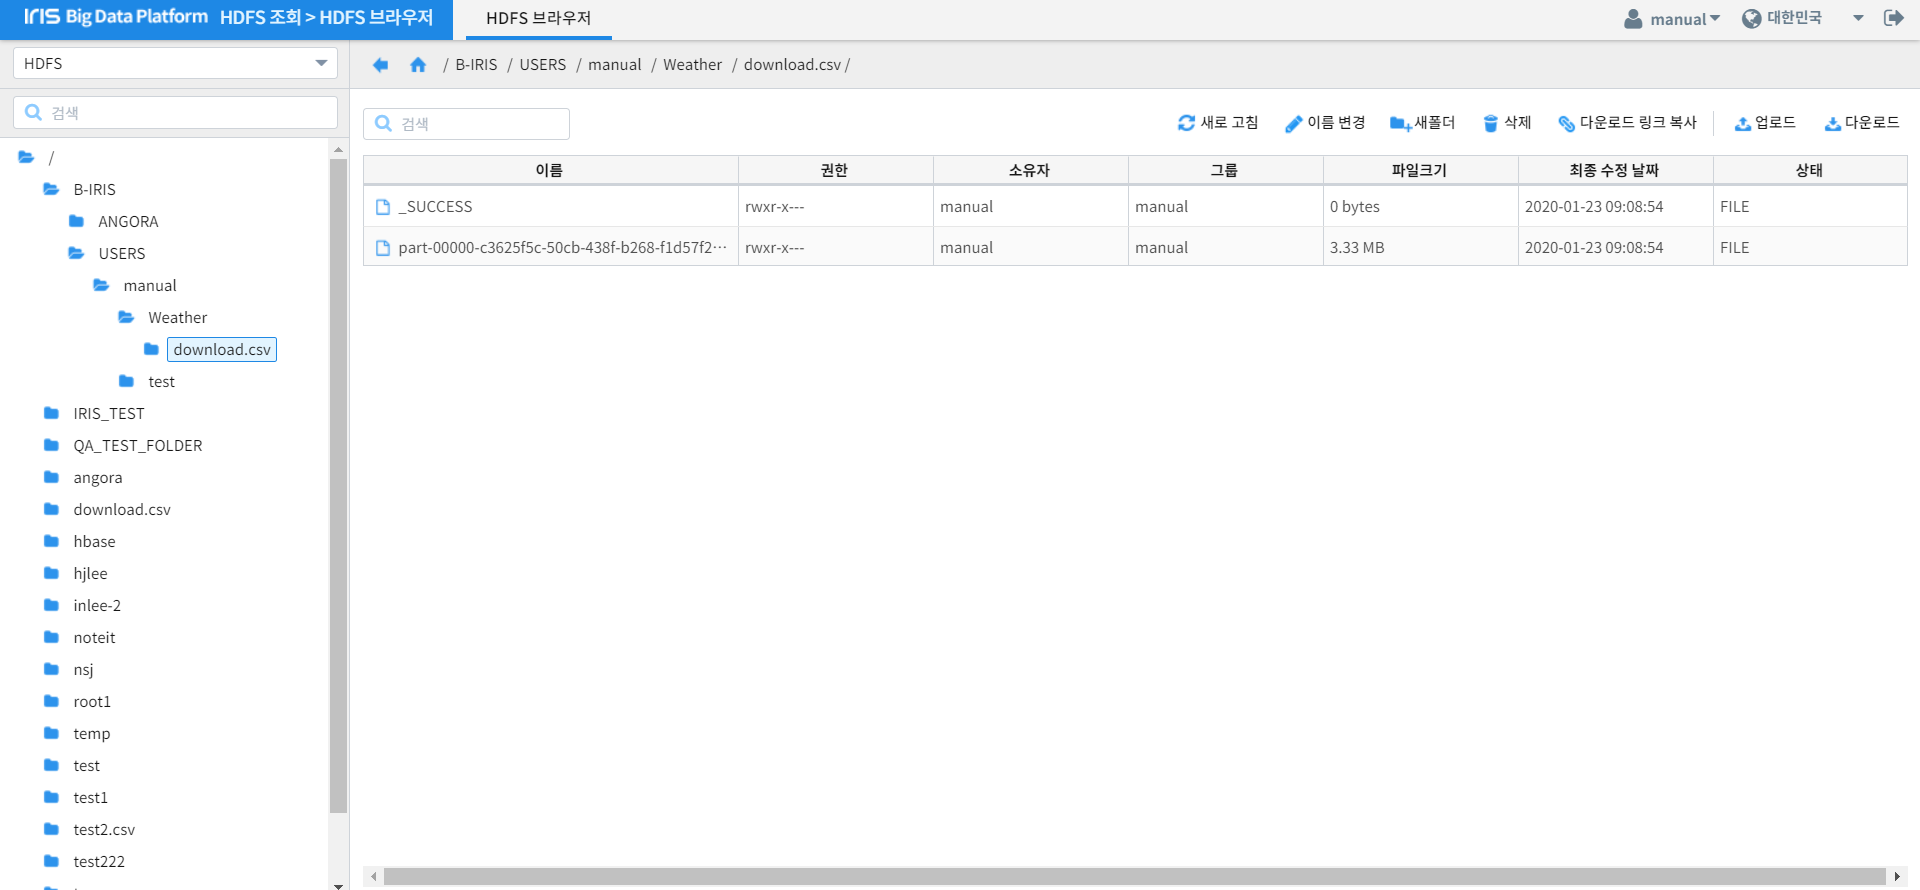 IRIS Big Data Platform HDFS 조회 > HDFS 브라우저
HDFS 브라우저
manual
대한민국
HDFS
검색
/
B-IRIS
ANGORA
USERS
manual
Weather
download.csv
test
IRIS_TEST
QA_TEST_FOLDER
angora
download.csv
hbase
hjlee
inlee-2
noteit
nsj
root1
temp
test
test1
test2.csv
test222
/ B-IRIS / USERS / manual / Weather / download.csv /
검색
새로 고침 이름 변경 새폴더 삭제 다운로드 링크 복사 업로드 다운로드
이름 권한 소유자 그룹 파일크기 최종 수정 날짜 상태
_SUCCESS rwxr-x--- manual manual 0 bytes 2020-01-23 09:08:54 FILE
part-00000-c3625f5c-50cb-438f-b268-f1d57f2··· rwxr-x--- manual manual 3.33 MB 2020-01-23 09:08:54 FILE